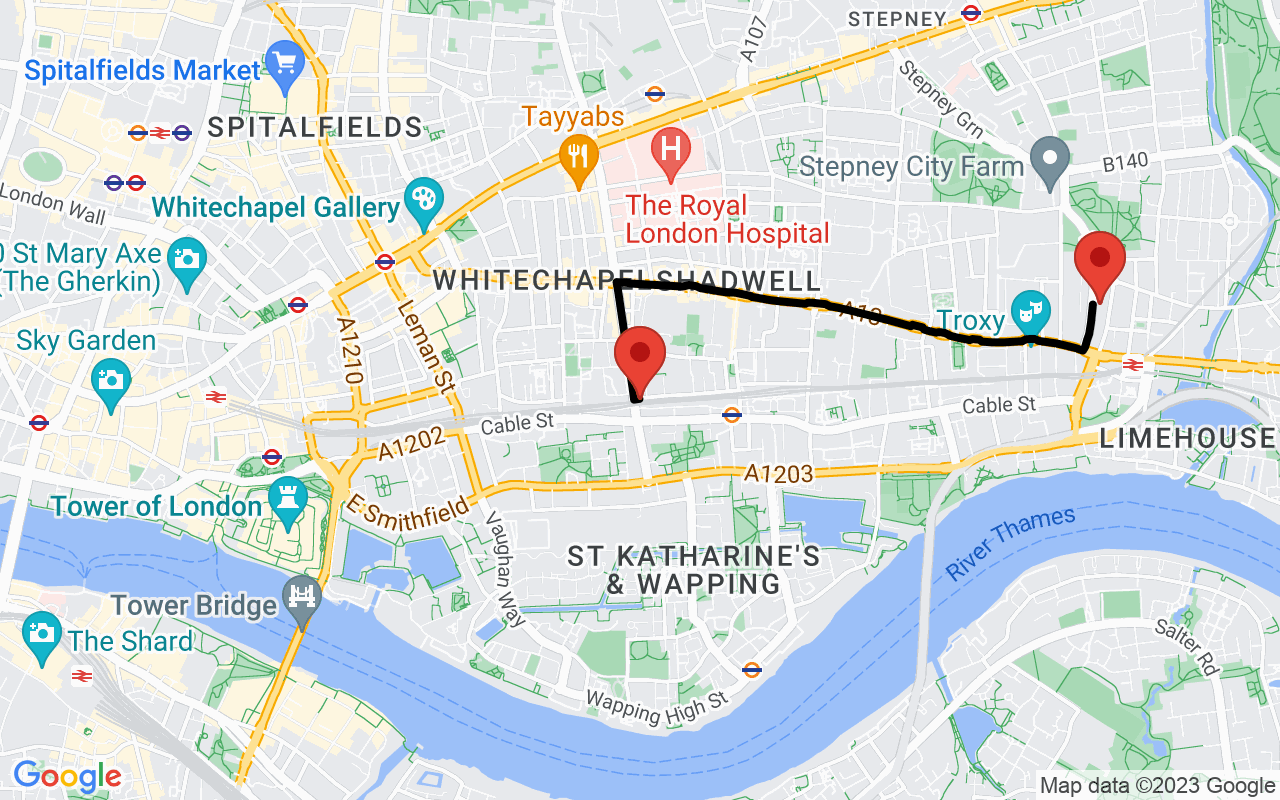 STEPNEY
A107
Spitalfields Market
Stepney Grn
Tayyabs
SPITALFIELDS
H
B140
Stepney City Farm
London Wall
Whitechapel Gallery
The Royal
London Hospital
0 St Mary Axe
(The Gherkin)
WHITECHAPEL
SHADWELL
A13
Leman St
A1210
Troxy
Sky Garden
Cable St
Cable St
A1202
LIMEHOUSE
A1203
Tower of London
E Smithfield
River Thames
Vaughan Way
ST KATHARINE'S
& WAPPING
Tower Bridge
The Shard
Salter Rd
Wapping High St
Google
Map data ©2023 Google